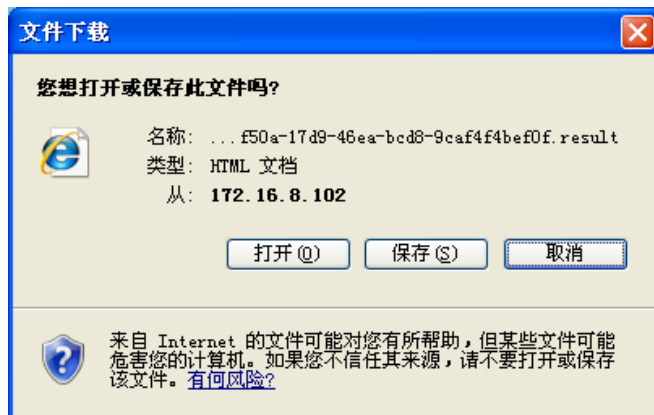 文件下载
您想打开或保存此文件吗?
名称: ...f50a-17d9-46ea-bcd8-9caf4f4bef0f.result
类型: HTML 文档
从: 172.16.8.102
打开(O) 保存(S) 取消
来自 Internet 的文件可能对您有所帮助,但某些文件可能
危害您的计算机。如果您不信任其来源,请不要打开或保存
该文件。有何风险?